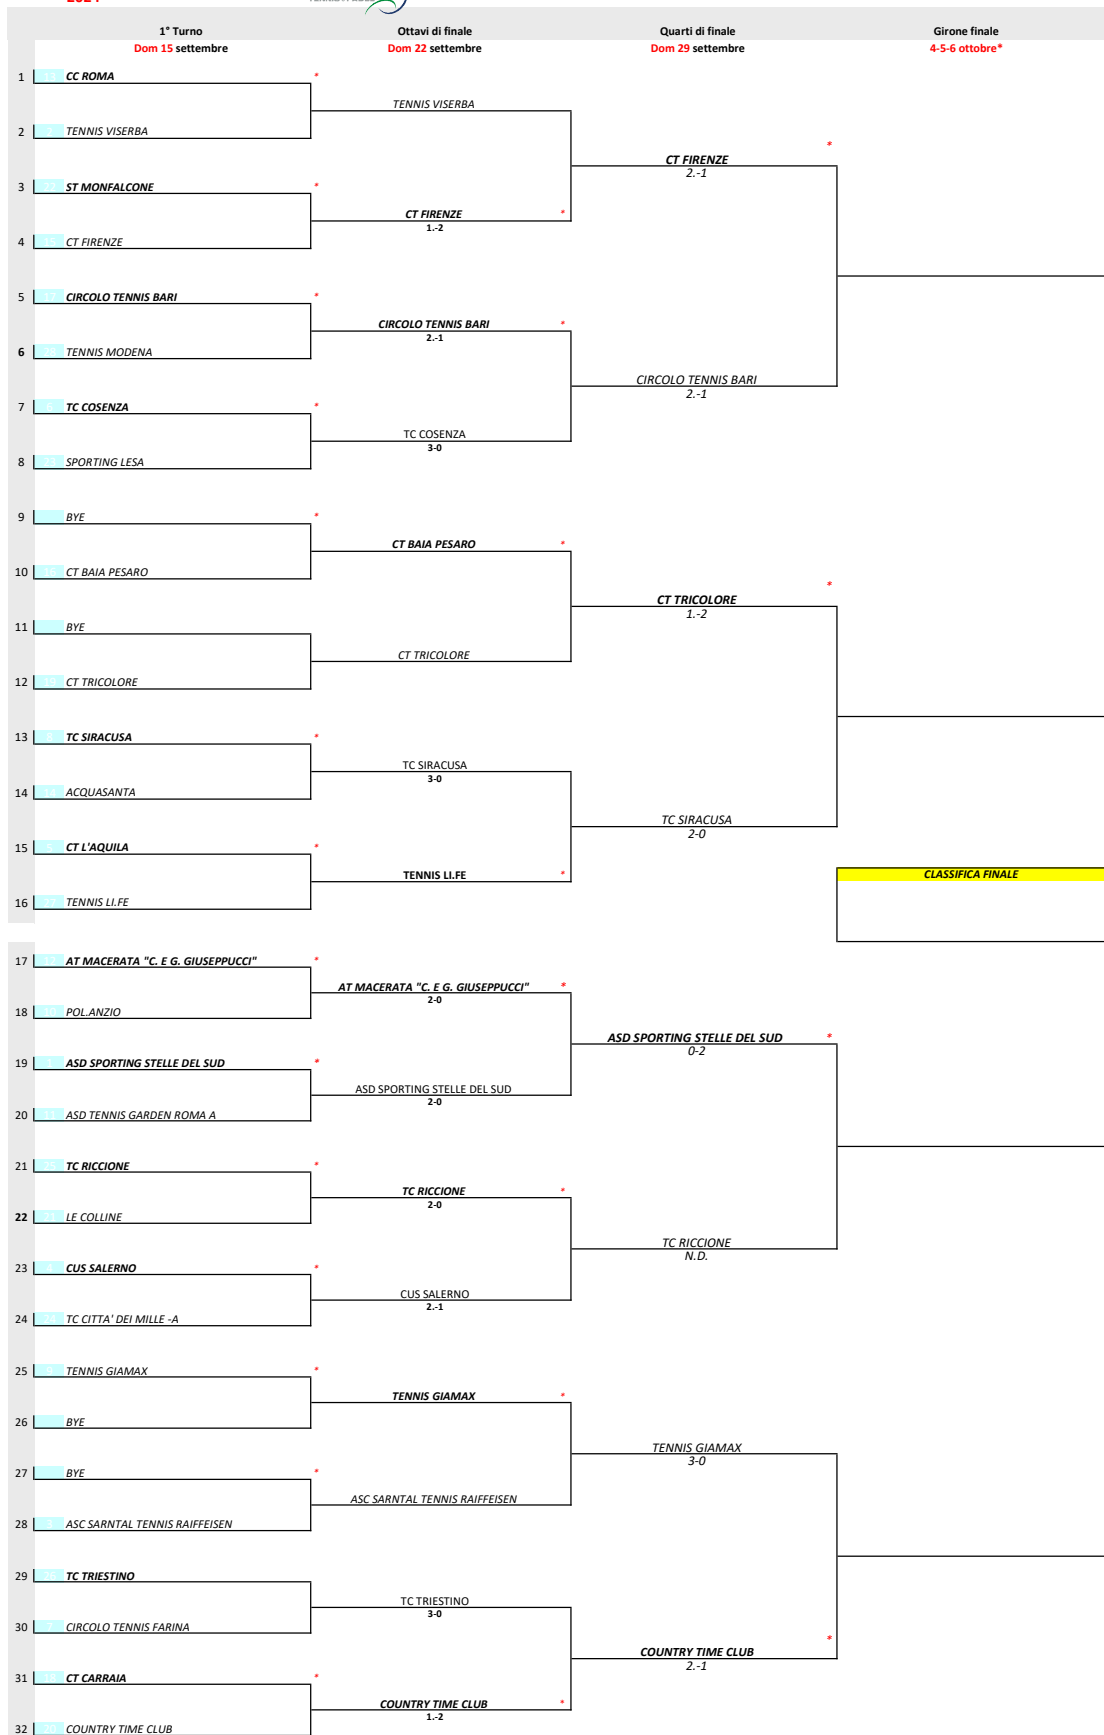 1° Turno Ottavi di finale Quarti di finale Girone finale
Dom 15 settembre Dom 22 settembre Dom 29 settembre 4-5-6 ottobre*
1 CC ROMA *
TENNIS VISERBA
2 TENNIS VISERBA
*
CT FIRENZE
2.-1
3 ST MONFALCONE *
CT FIRENZE *
1.-2
4 CT FIRENZE
5 CIRCOLO TENNIS BARI *
CIRCOLO TENNIS BARI *
2.-1
6 TENNIS MODENA
CIRCOLO TENNIS BARI
2.-1
7 TC COSENZA *
TC COSENZA
3-0
8 SPORTING LESA
9 BYE *
CT BAIA PESARO *
10 CT BAIA PESARO
*
CT TRICOLORE
1.-2
11 BYE
CT TRICOLORE
12 CT TRICOLORE
13 TC SIRACUSA *
TC SIRACUSA
3-0
14 ACQUASANTA
TC SIRACUSA
2-0
15 CT L'AQUILA *
TENNIS LI.FE *
CLASSIFICA FINALE
16 TENNIS LI.FE
17 AT MACERATA "C. E G. GIUSEPPUCCI" *
AT MACERATA "C. E G. GIUSEPPUCCI" *
2-0
18 POL.ANZIO
ASD SPORTING STELLE DEL SUD *
0-2
19 ASD SPORTING STELLE DEL SUD *
ASD SPORTING STELLE DEL SUD
2-0
20 ASD TENNIS GARDEN ROMA A
21 TC RICCIONE *
TC RICCIONE *
2-0
22 LE COLLINE
TC RICCIONE
N.D.
23 CUS SALERNO *
CUS SALERNO
2.-1
24 TC CITTA' DEI MILLE -A
25 TENNIS GIAMAX *
TENNIS GIAMAX *
26 BYE
TENNIS GIAMAX
3-0
27 BYE *
ASC SARNTAL TENNIS RAIFFEISEN
28 ASC SARNTAL TENNIS RAIFFEISEN
29 TC TRIESTINO
TC TRIESTINO
3-0
30 CIRCOLO TENNIS FARINA
*
COUNTRY TIME CLUB
2.-1
31 CT CARRAIA *
COUNTRY TIME CLUB *
1.-2
32 COUNTRY TIME CLUB